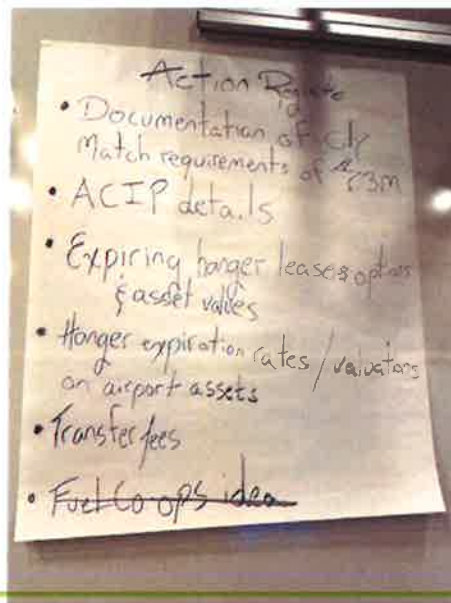 Action Register
• Documentation of City
Match requirements of
• ACIP details
• Expiring hanger leases options
& asset values
• Hanger expiration rates / valuations
on airport assets
• Transfer fees
• Fuel Co-ops idea